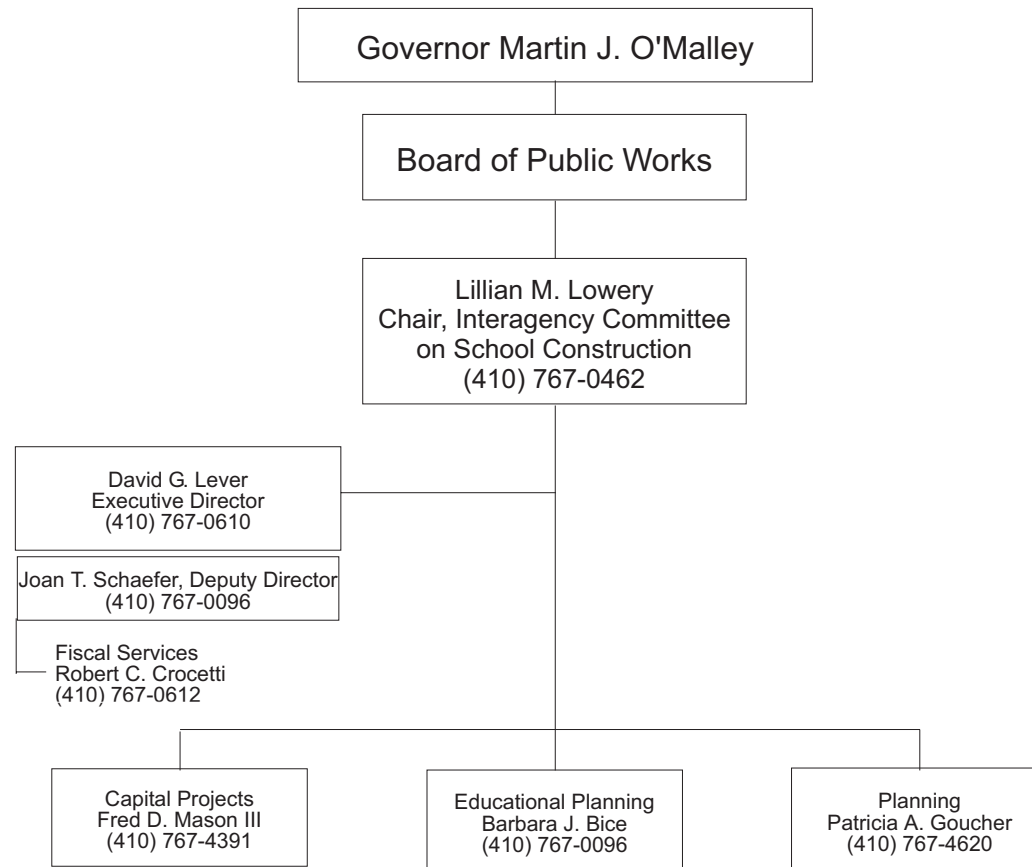 Governor Martin J. O'Malley
Board of Public Works
Lillian M. Lowery
Chair, Interagency Committee
on School Construction
(410) 767-0462
David G. Lever
Executive Director
(410) 767-0610
Joan T. Schaefer, Deputy Director
(410) 767-0096
Fiscal Services
Robert C. Crocetti
(410) 767-0612
Capital Projects
Fred D. Mason III
(410) 767-4391
Educational Planning
Barbara J. Bice
(410) 767-0096
Planning
Patricia A. Goucher
(410) 767-4620